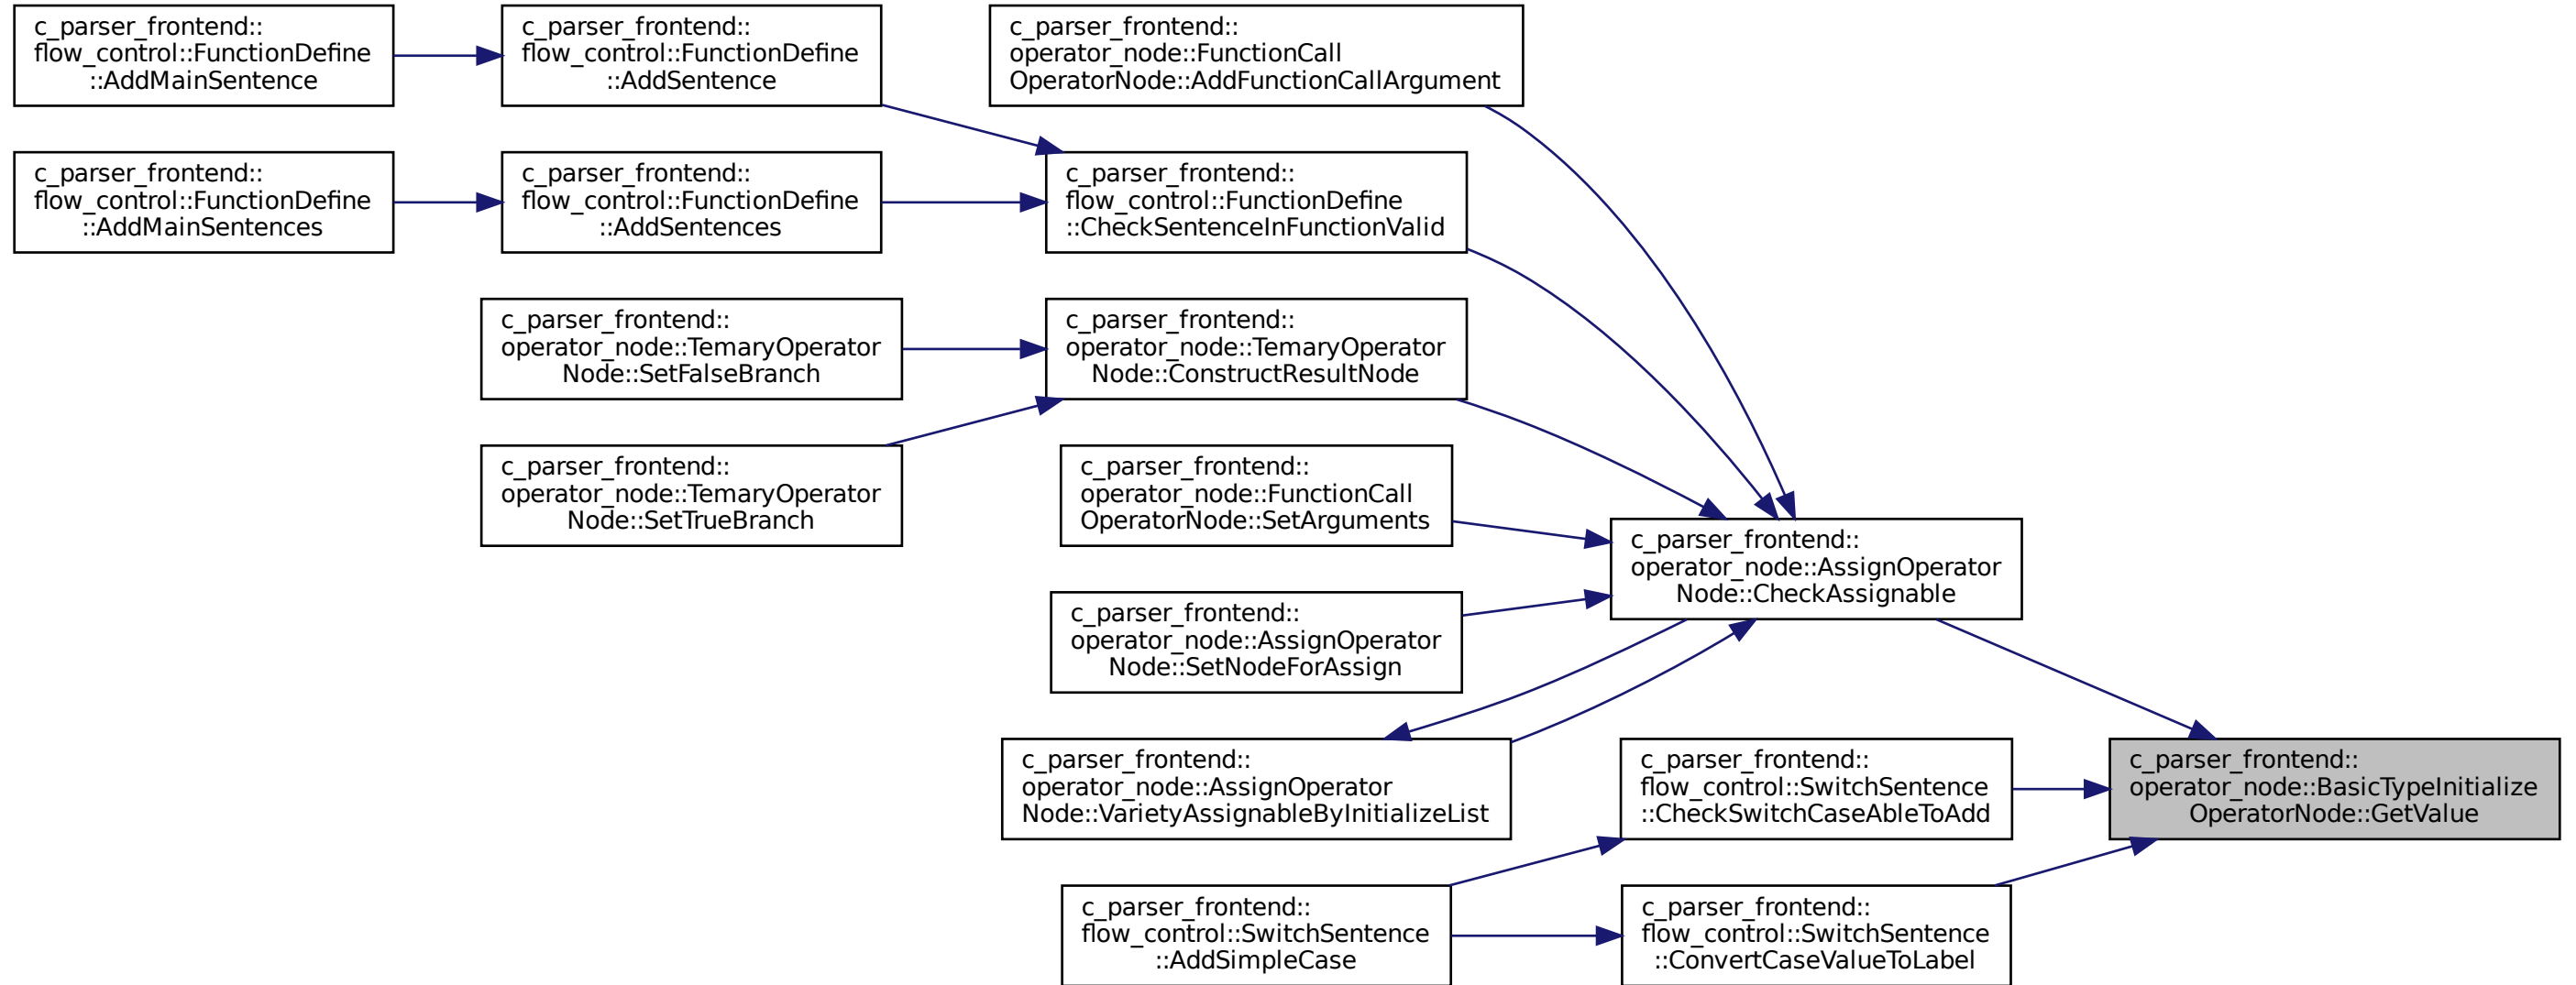 c_parser_frontend::
flow_control::FunctionDefine
::AddMainSentence
c_parser_frontend::
flow_control::FunctionDefine
::AddSentence
c_parser_frontend::
operator_node::FunctionCall
OperatorNode::AddFunctionCallArgument
c_parser_frontend::
flow_control::FunctionDefine
::AddMainSentences
c_parser_frontend::
flow_control::FunctionDefine
::AddSentences
c_parser_frontend::
flow_control::FunctionDefine
::CheckSentenceInFunctionValid
c_parser_frontend::
operator_node::TemaryOperator
Node::SetFalseBranch
c_parser_frontend::
operator_node::TemaryOperator
Node::ConstructResultNode
c_parser_frontend::
operator_node::TemaryOperator
Node::SetTrueBranch
c_parser_frontend::
operator_node::FunctionCall
OperatorNode::SetArguments
c_parser_frontend::
operator_node::AssignOperator
Node::CheckAssignable
c_parser_frontend::
operator_node::AssignOperator
Node::SetNodeForAssign
c_parser_frontend::
operator_node::AssignOperator
Node::VarietyAssignableByInitializeList
c_parser_frontend::
flow_control::SwitchSentence
::CheckSwitchCaseAbleToAdd
c_parser_frontend::
operator_node::BasicTypeInitialize
OperatorNode::GetValue
c_parser_frontend::
flow_control::SwitchSentence
::AddSimpleCase
c_parser_frontend::
flow_control::SwitchSentence
::ConvertCaseValueToLabel